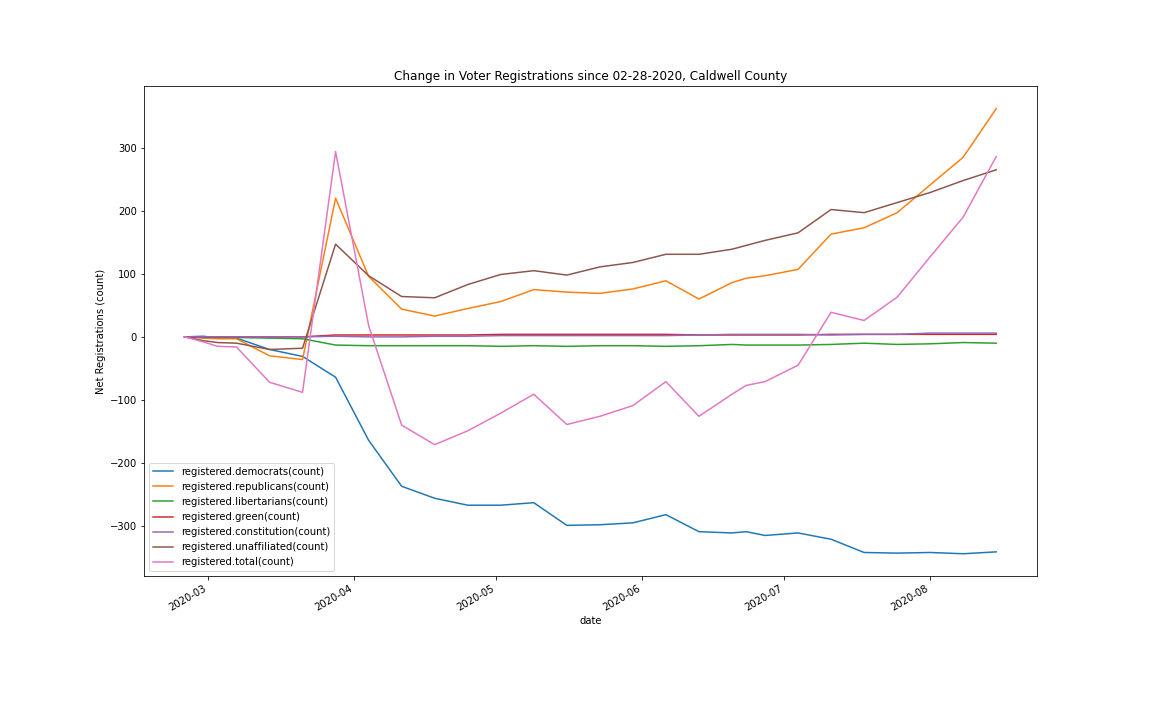 Change in Voter Registrations since 02-28-2020, Caldwell County
Net Registrations (count)
300
200
100
0
−100
−200
−300
registered.democrats(count)
registered.republicans(count)
registered.libertarians(count)
registered.green(count)
registered.constitution(count)
registered.unaffiliated(count)
registered.total(count)
2020-03
2020-04
2020-05
2020-06
2020-07
2020-08
date